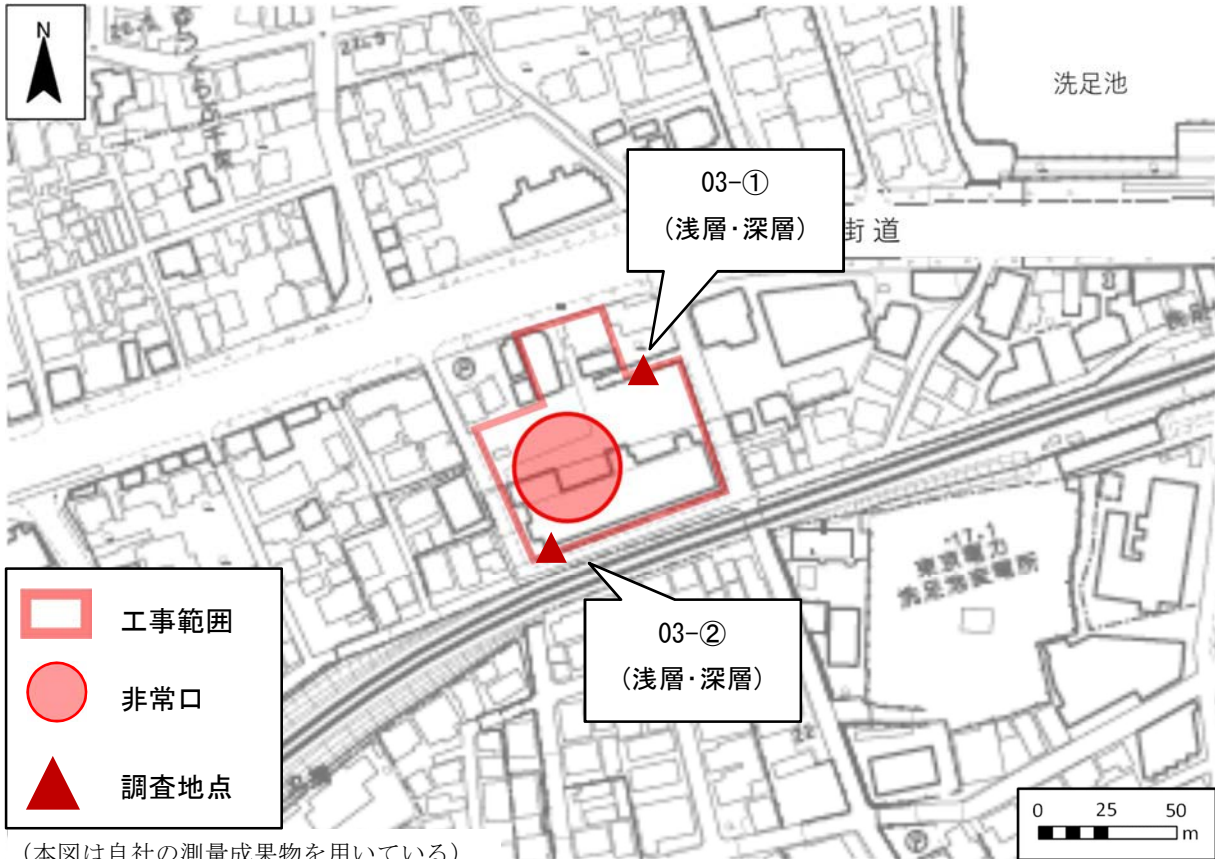 N
洗足池
03-①
(浅層・深層)
街道
東京電力
洗足池変電所
03-②
(浅層・深層)
22
工事範囲
非常口
調査地点
0 25 50
m
(本図は自社の測量成果物を用いている)